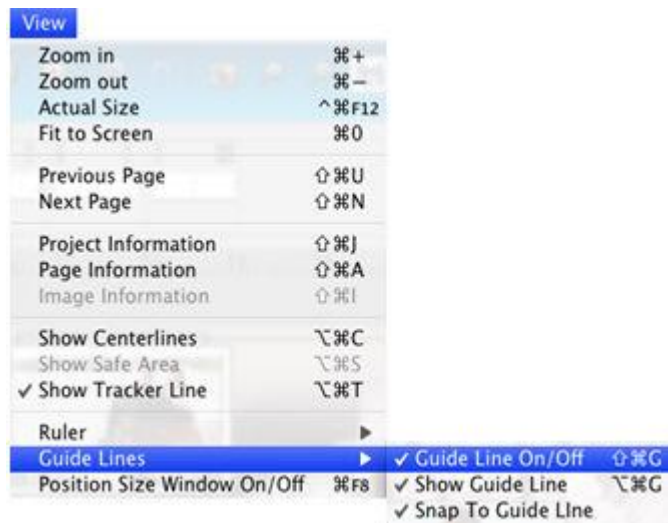 View
Zoom in ⌘+
Zoom out ⌘−
Actual Size ^⌘F12
Fit to Screen ⌘0
Previous Page ⇧⌘U
Next Page ⇧⌘N
Project Information ⇧⌘J
Page Information ⇧⌘A
Image Information ⇧⌘I
Show Centerlines ⌥⌘C
Show Safe Area ⌥⌘S
✓ Show Tracker Line ⌥⌘T
Ruler ▶
Guide Lines ▶ ✓ Guide Line On/Off ⇧⌘G
Position Size Window On/Off ⌘F8 ✓ Show Guide Line ⌥⌘G
✓ Snap To Guide LIne